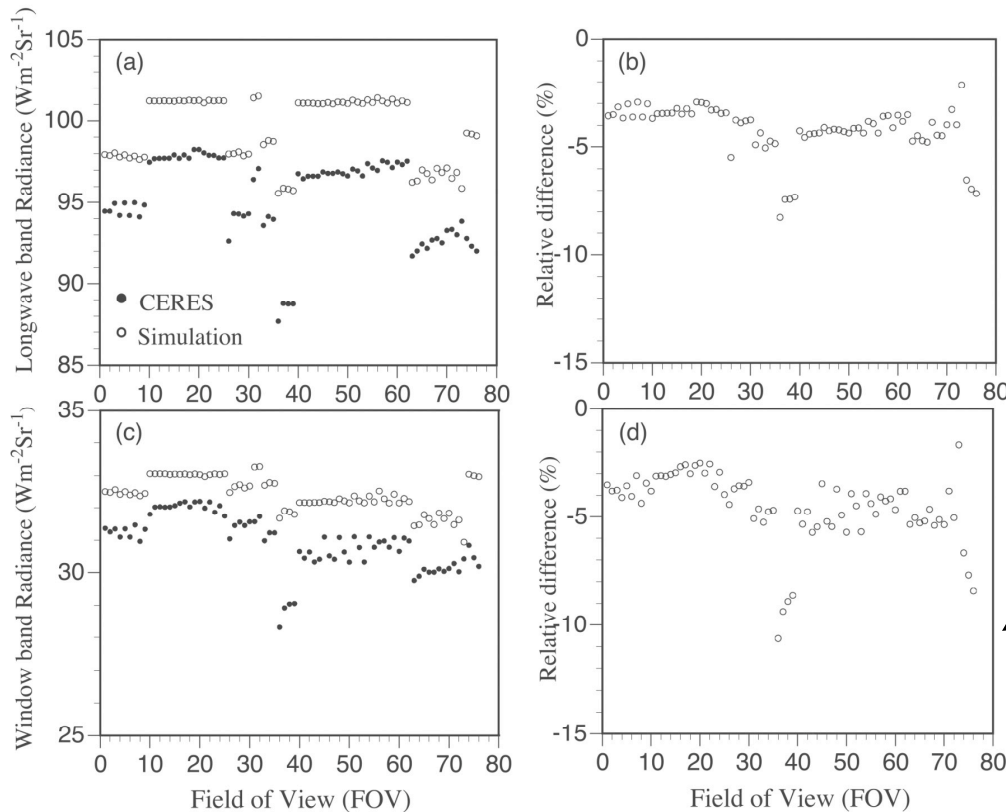 105
100
95
90
85
Longwave band Radiance (Wm-2Sr-1)
(a)
CERES
Simulation
0 10 20 30 40 50 60 70 80
0
-5
-10
-15
Relative difference (%)
(b)
0 10 20 30 40 50 60 70 80
35
30
25
Window band Radiance (Wm-2Sr-1)
(c)
0 10 20 30 40 50 60 70 80
Field of View (FOV)
0
-5
-10
-15
Relative difference (%)
(d)
0 10 20 30 40 50 60 70 80
Field of View (FOV)